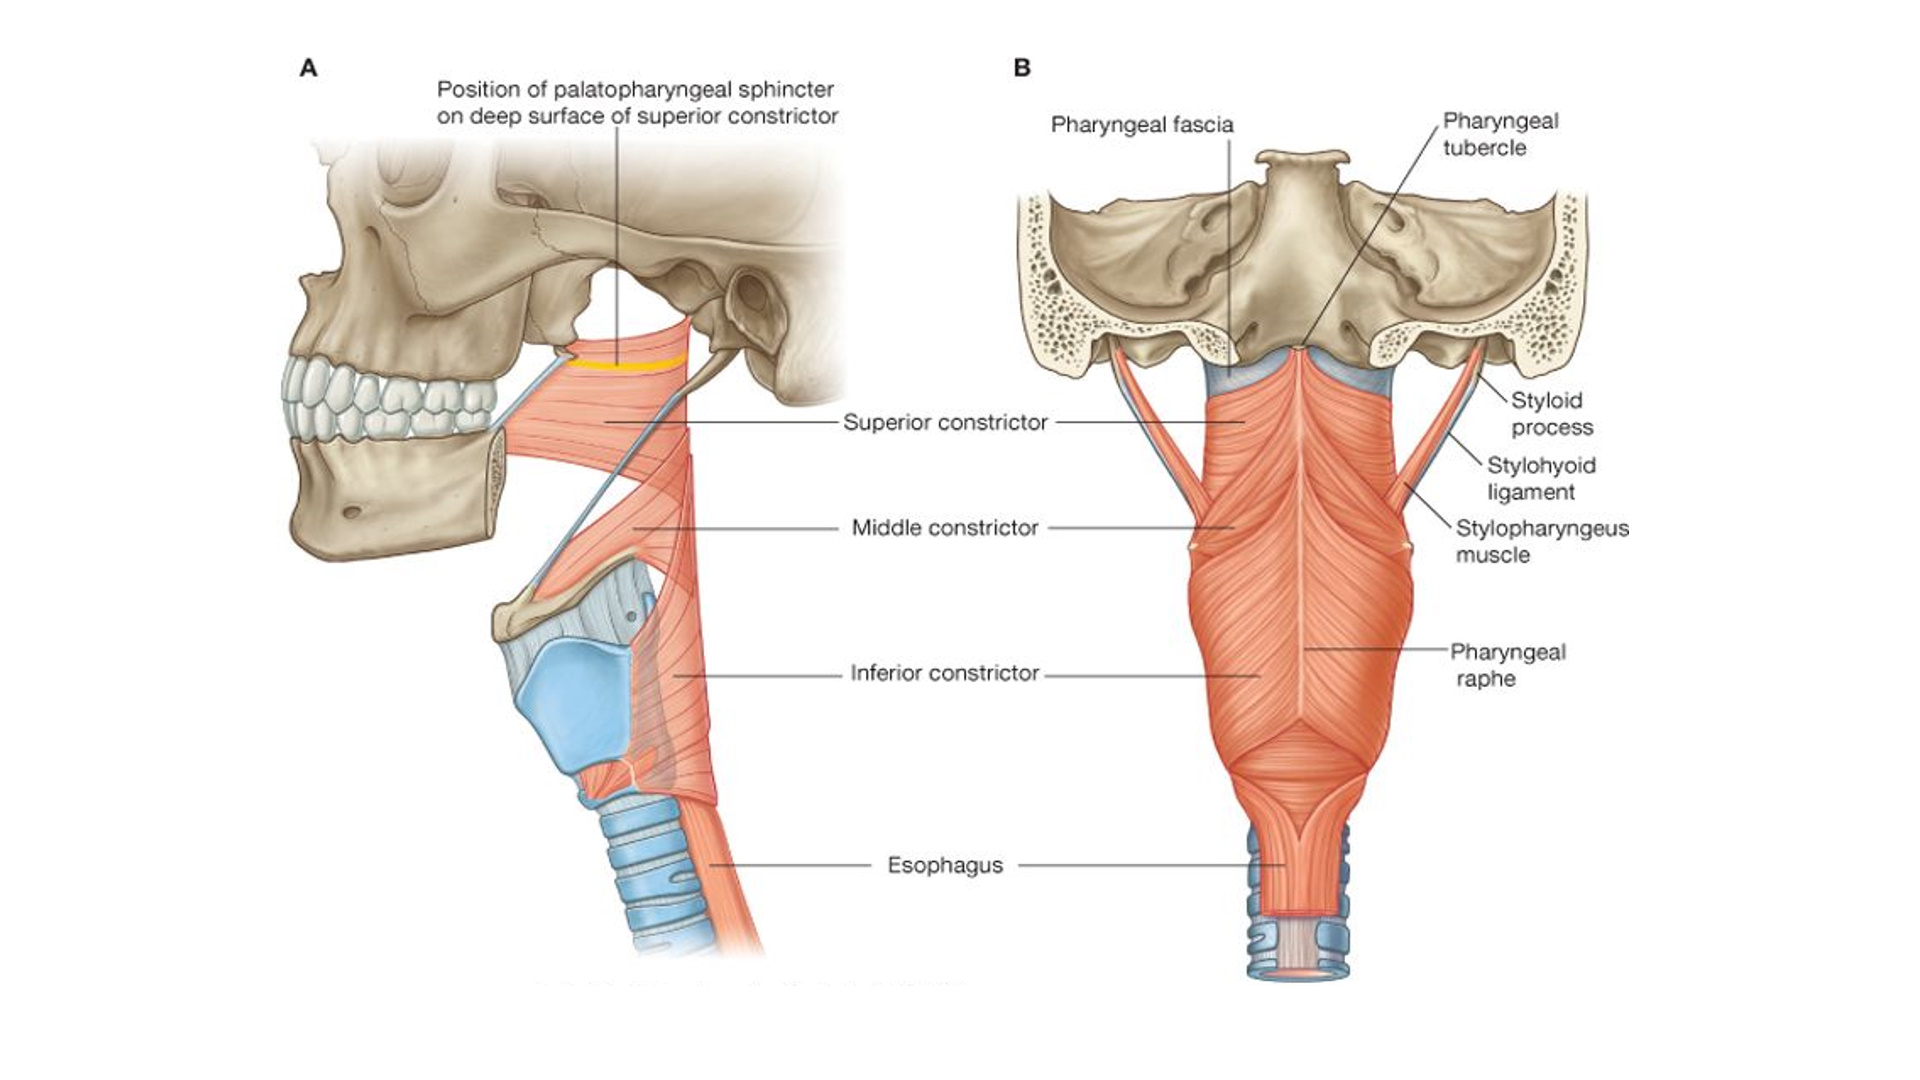 A
Position of palatopharyngeal sphincter
on deep surface of superior constrictor
B
Pharyngeal fascia
Pharyngeal
tubercle
Superior constrictor
Styloid
process
Stylohyoid
ligament
Middle constrictor
Stylopharyngeus
muscle
Inferior constrictor
Pharyngeal
raphe
Esophagus